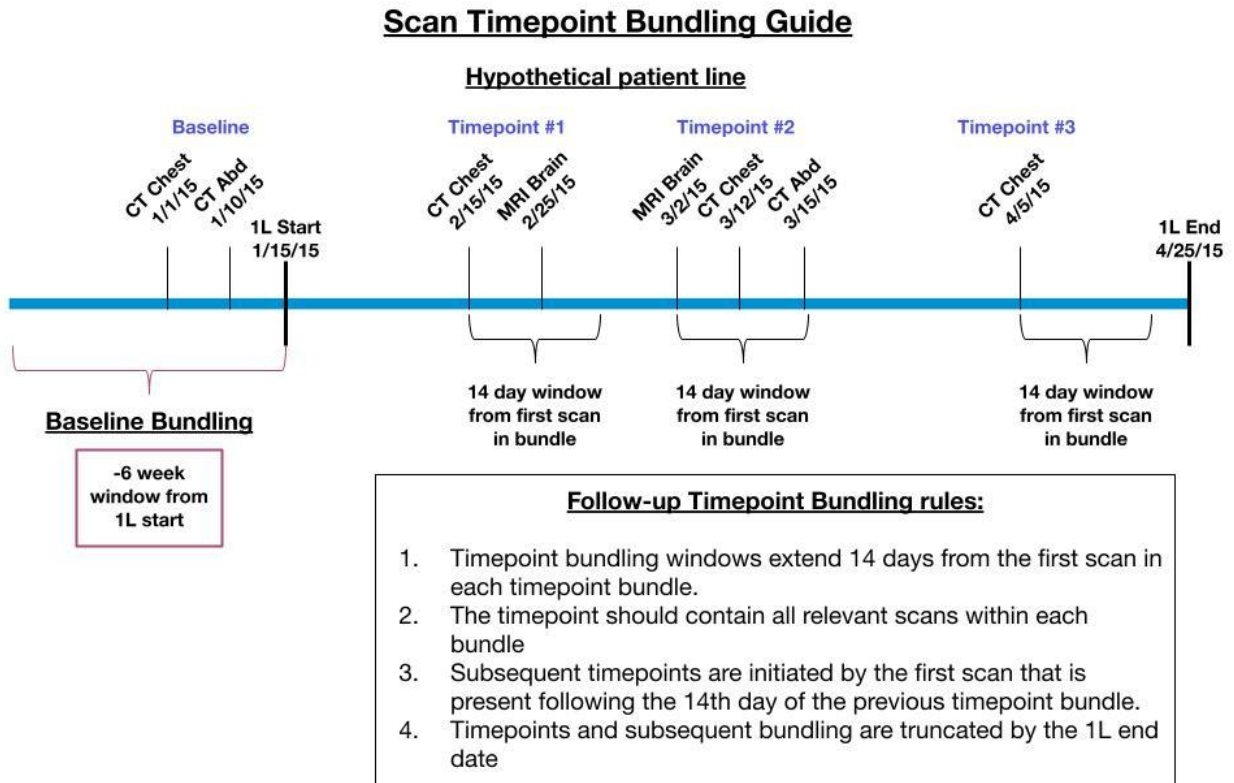 Scan Timepoint Bundling Guide
Hypothetical patient line
Baseline
Timepoint #1
Timepoint #2
Timepoint #3
CT Chest
1/1/15
CT Abd
1/10/15
1L Start
1/15/15
CT Chest
2/15/15
MRI Brain
2/25/15
MRI Brain
3/2/15
CT Chest
3/12/15
CT Abd
3/15/15
CT Chest
4/5/15
1L End
4/25/15
14 day window
from first scan
in bundle
14 day window
from first scan
in bundle
14 day window
from first scan
in bundle
Baseline Bundling
-6 week
window from
1L start
Follow-up Timepoint Bundling rules:
1. Timepoint bundling windows extend 14 days from the first scan in
each timepoint bundle.
2. The timepoint should contain all relevant scans within each
bundle
3. Subsequent timepoints are initiated by the first scan that is
present following the 14th day of the previous timepoint bundle.
4. Timepoints and subsequent bundling are truncated by the 1L end
date